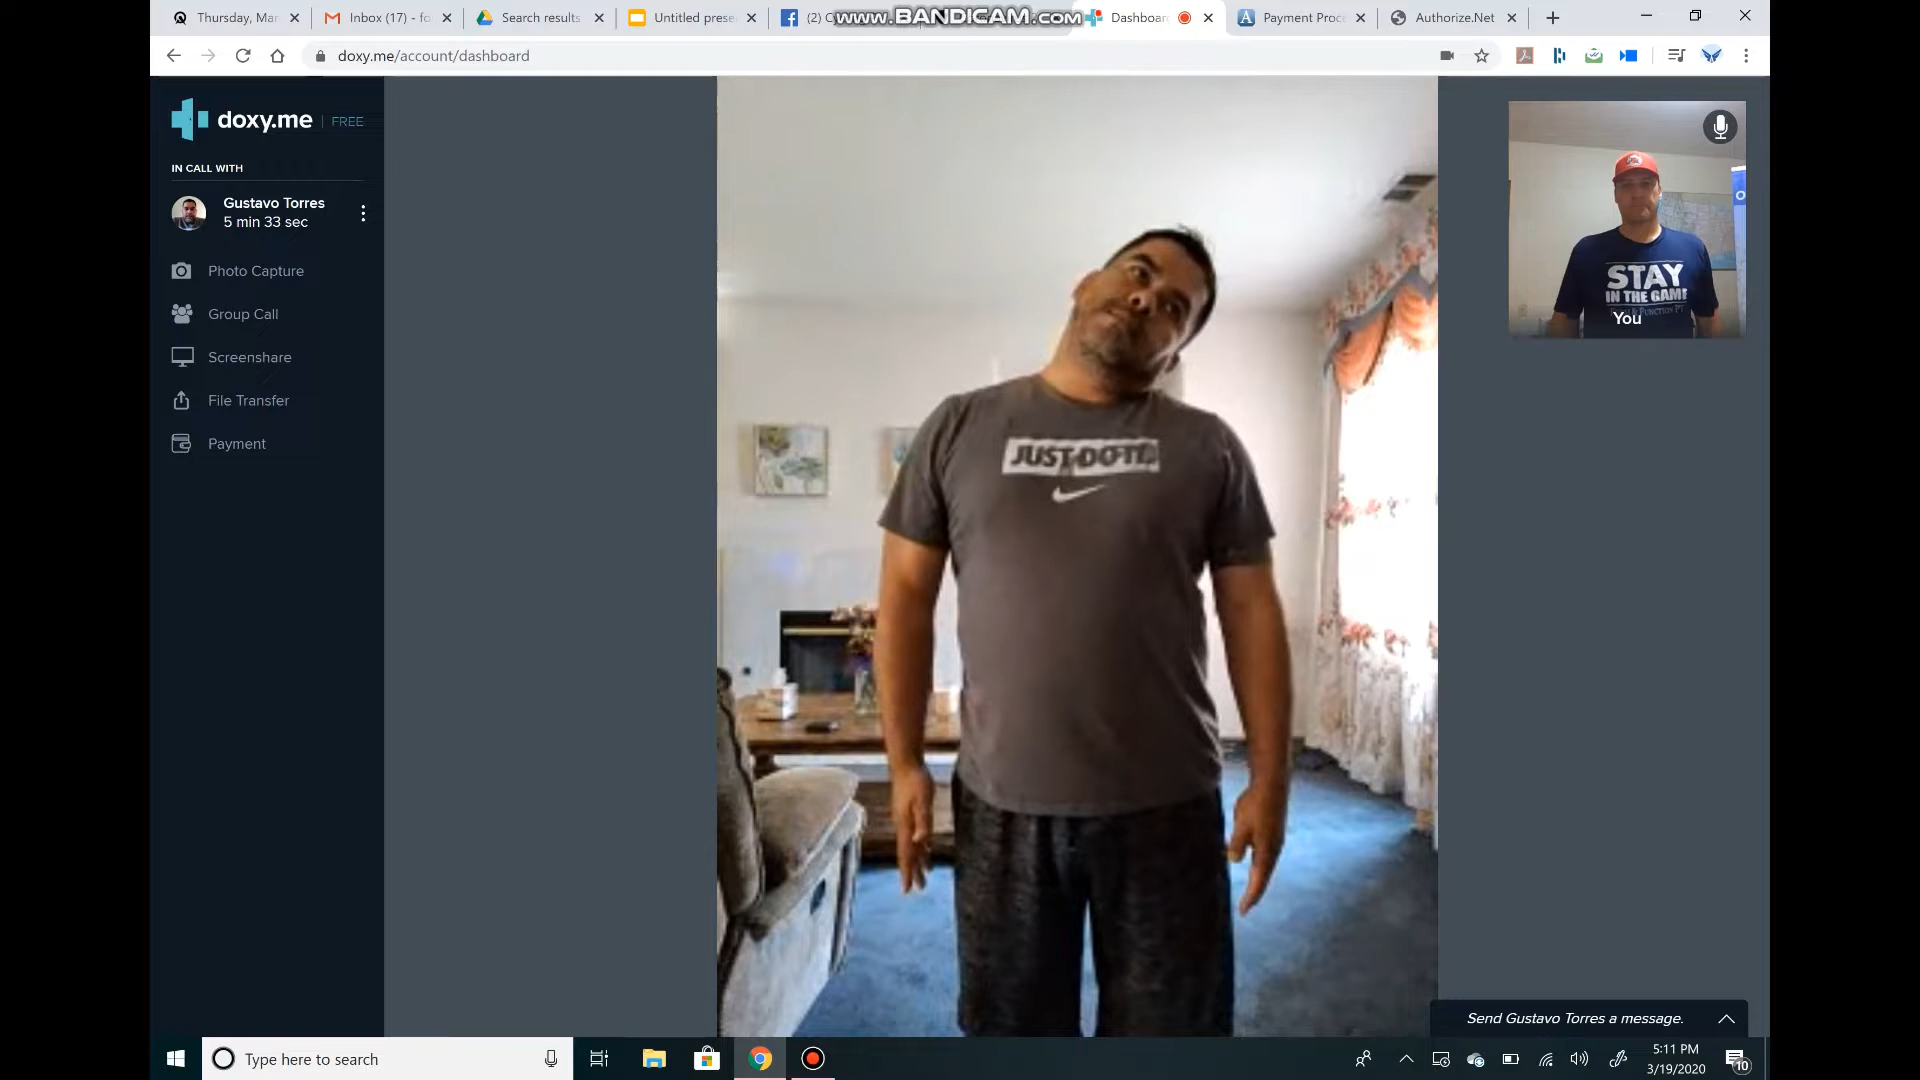 Thursday, Mar
Inbox (17) - fo
Search results
Untitled prese
(2) C
www.BANDICAM.com
Dashboar
Payment Proc
Authorize.Net
doxy.me/account/dashboard
doxy.me | FREE
IN CALL WITH
Gustavo Torres
5 min 33 sec
Photo Capture
Group Call
Screenshare
File Transfer
Payment
JUST DO IT.
STAY
IN THE GAME
& FUNCTION PT
You
Send Gustavo Torres a message.
Type here to search
5:11 PM
3/19/2020
10